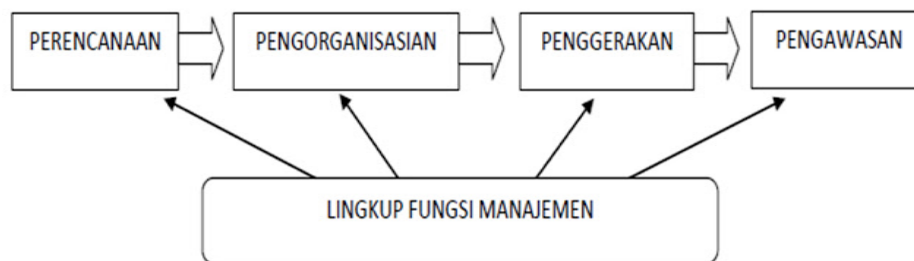 PERENCANAAN
PENGORGANISASIAN
PENGGERAKAN
PENGAWASAN
LINGKUP FUNGSI MANAJEMEN